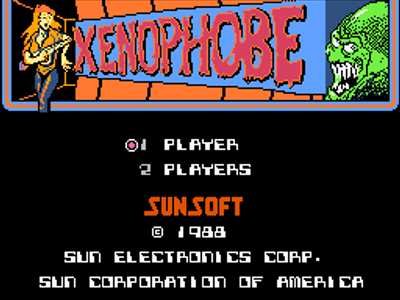 XENOPHOBE
1 PLAYER
2 PLAYERS
SUNSOFT
© 1988
SUN ELECTRONICS CORP.
SUN CORPORATION OF AMERICA